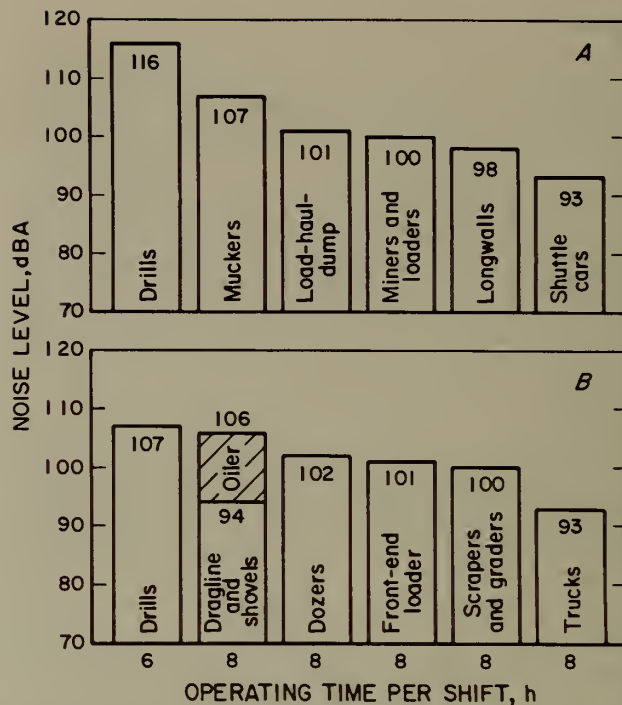 NOISE LEVEL, dBA
A
120
110
100
90
80
70
116
Drills
107
Muckers
101
Load-haul-
dump
100
Miners and
loaders
98
Longwalls
93
Shuttle
cars
B
120
110
100
90
80
70
107
Drills
106
Oiler
94
Dragline
and
shovels
102
Dozers
101
Front-end
loader
100
Scrapers
and graders
93
Trucks
6 8 8 8 8 8
OPERATING TIME PER SHIFT, h